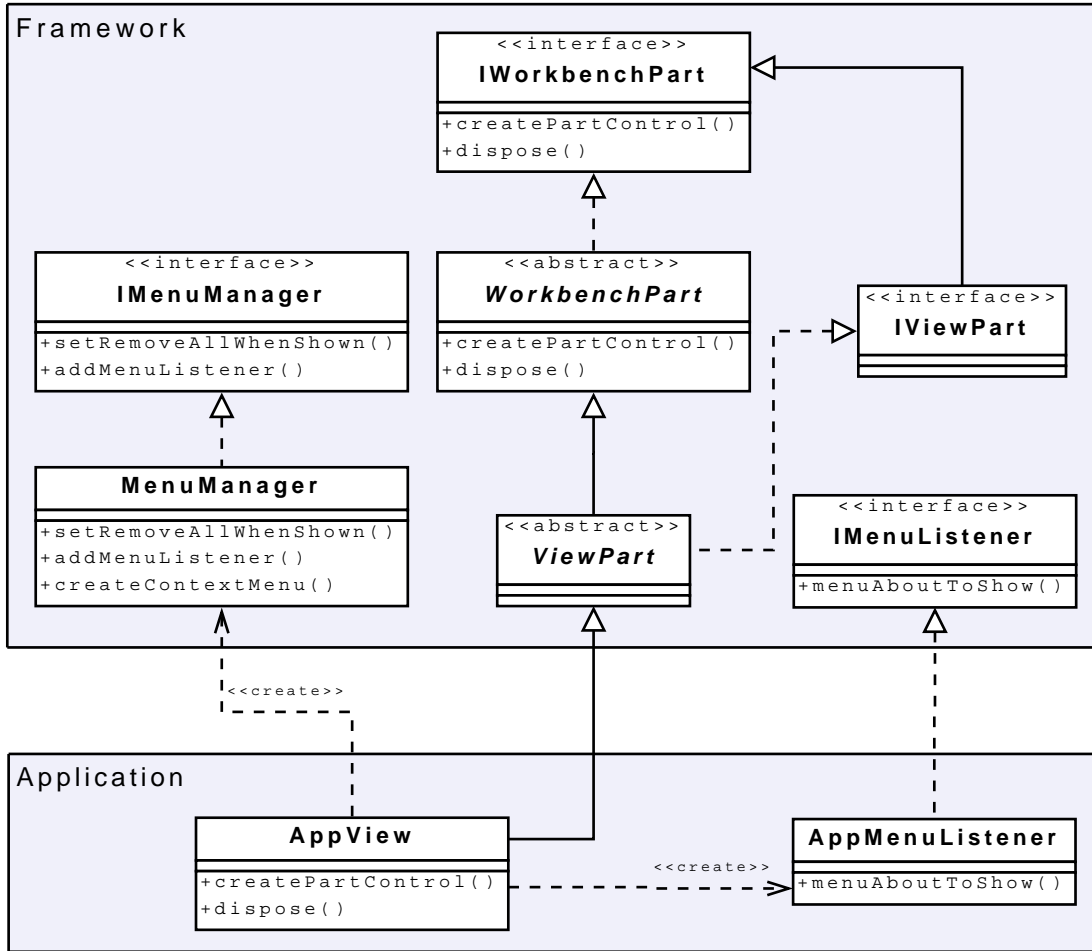 Framework
<<interface>>
IWorkbenchPart
+createPartControl()
+dispose()
<<interface>>
IMenuManager
+setRemoveAllWhenShown()
+addMenuListener()
<<abstract>>
WorkbenchPart
+createPartControl()
+dispose()
<<interface>>
IViewPart
MenuManager
+setRemoveAllWhenShown()
+addMenuListener()
+createContextMenu()
<<abstract>>
ViewPart
<<interface>>
IMenuListener
+menuAboutToShow()
<<create>>
Application
AppView
+createPartControl()
+dispose()
<<create>>
AppMenuListener
+menuAboutToShow()